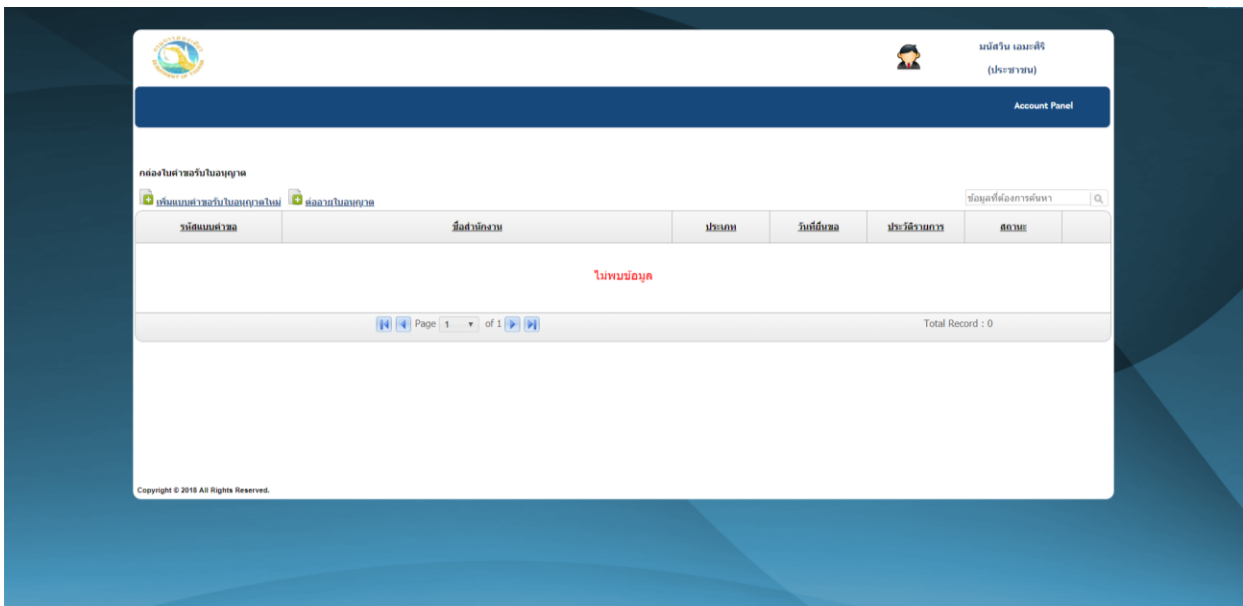 มนัสวิน เอมะศิริ
(ประชาชน)
Account Panel
กล่องใบคำขอรับใบอนุญาต
เพิ่มแบบคำขอรับใบอนุญาตใหม่ ต่ออายุใบอนุญาต ข้อมูลที่ต้องการค้นหา
รหัสแบบคำขอ ชื่อสำนักงาน ประเภท วันที่ยื่นขอ ประวัติรายการ สถานะ
ไม่พบข้อมูล
Page 1 of 1 Total Record : 0
Copyright © 2018 All Rights Reserved.